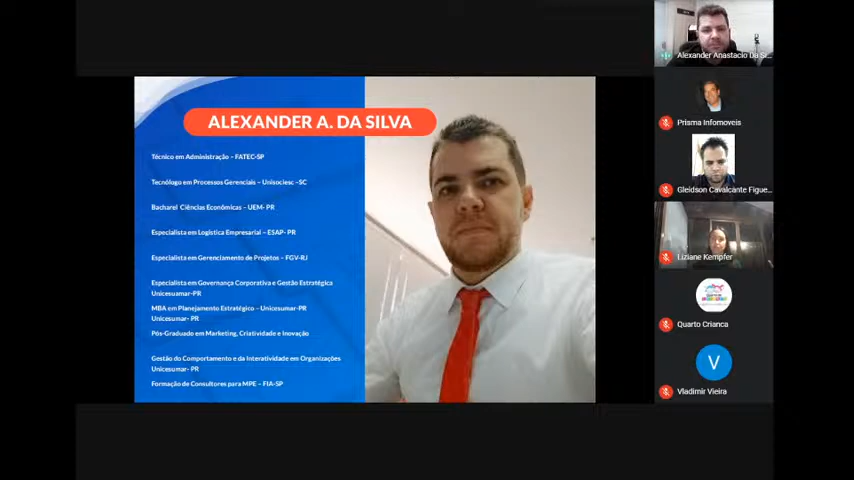 ALEXANDER A. DA SILVA
Técnico em Administração – FATEC-SP
Tecnólogo em Processos Gerenciais – Unisociesc –SC
Bacharel Ciências Econômicas – UEM- PR
Especialista em Logística Empresarial – ESAP- PR
Especialista em Gerenciamento de Projetos – FGV-RJ
Especialista em Governança Corporativa e Gestão Estratégica
Unicesuamar-PR
MBA em Planejamento Estratégico – Unicesumar-PR
Unicesumar- PR
Pós-Graduado em Marketing, Criatividade e Inovação
Gestão do Comportamento e da Interatividade em Organizações
Unicesumar- PR
Formação de Consultores para MPE – FIA-SP
Alexander Anastacio Da Si...
Prisma Infomoveis
Gleidson Cavalcante Figue...
Liziane Kempfer
Quarto Crianca
V
Vladimir Vieira